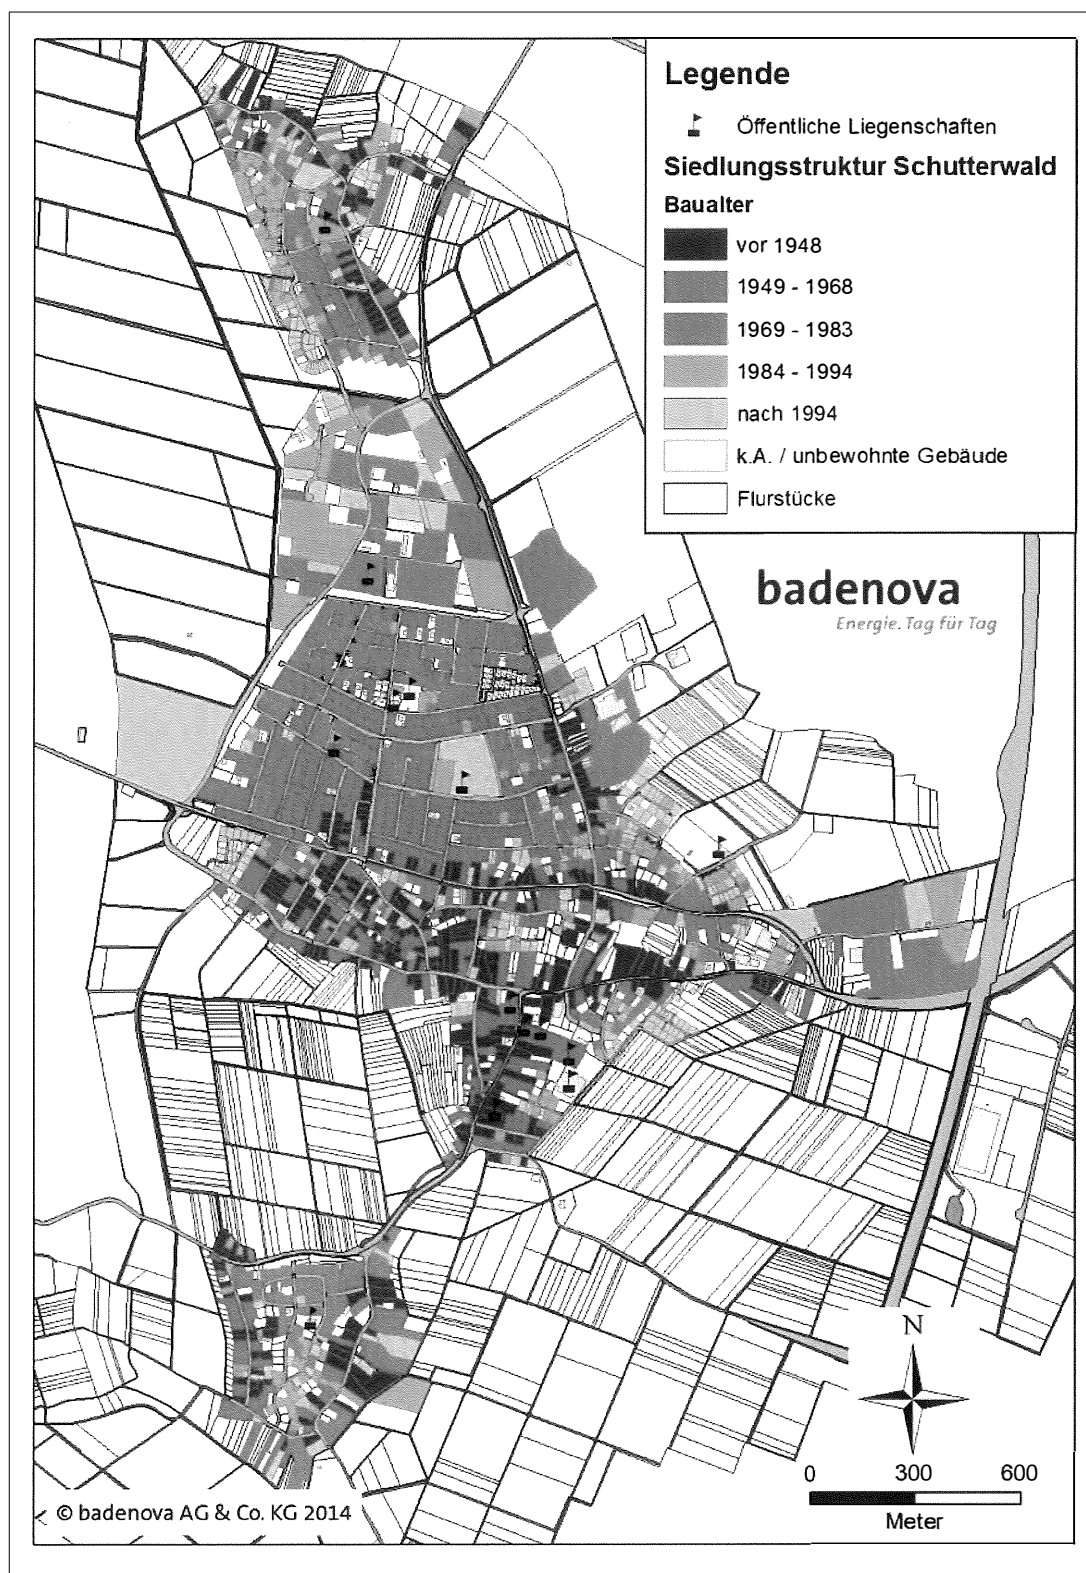 Legende
Öffentliche Liegenschaften
Siedlungsstruktur Schutterwald
Baualter
vor 1948
1949 - 1968
1969 - 1983
1984 - 1994
nach 1994
k.A. / unbewohnte Gebäude
Flurstücke
badenova
Energie. Tag für Tag
N
0 300 600
Meter
© badenova AG & Co. KG 2014